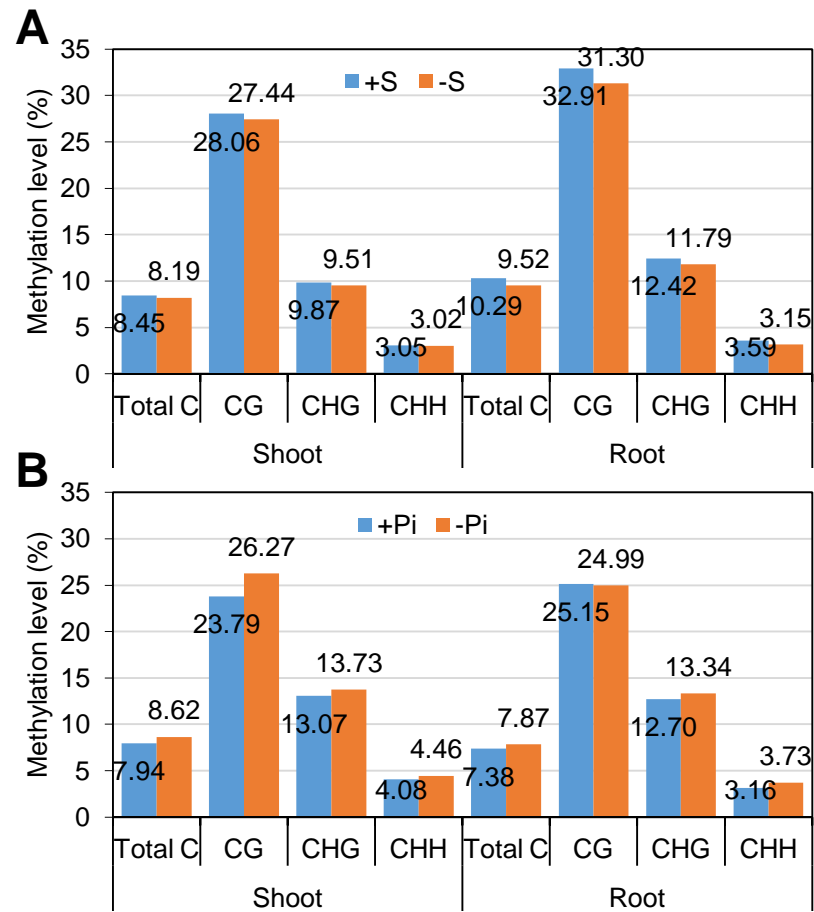 A
35
30
25
20
15
10
5
0
Methylation level (%)
+S -S
8.45 8.19 28.06 27.44 9.87 9.51 3.05 3.02 10.29 9.52 32.91 31.30 12.42 11.79 3.59 3.15
Total C CG CHG CHH Total C CG CHG CHH
Shoot Root
B
35
30
25
20
15
10
5
0
Methylation level (%)
+Pi -Pi
7.94 8.62 23.79 26.27 13.07 13.73 4.08 4.46 7.38 7.87 25.15 24.99 12.70 13.34 3.16 3.73
Total C CG CHG CHH Total C CG CHG CHH
Shoot Root